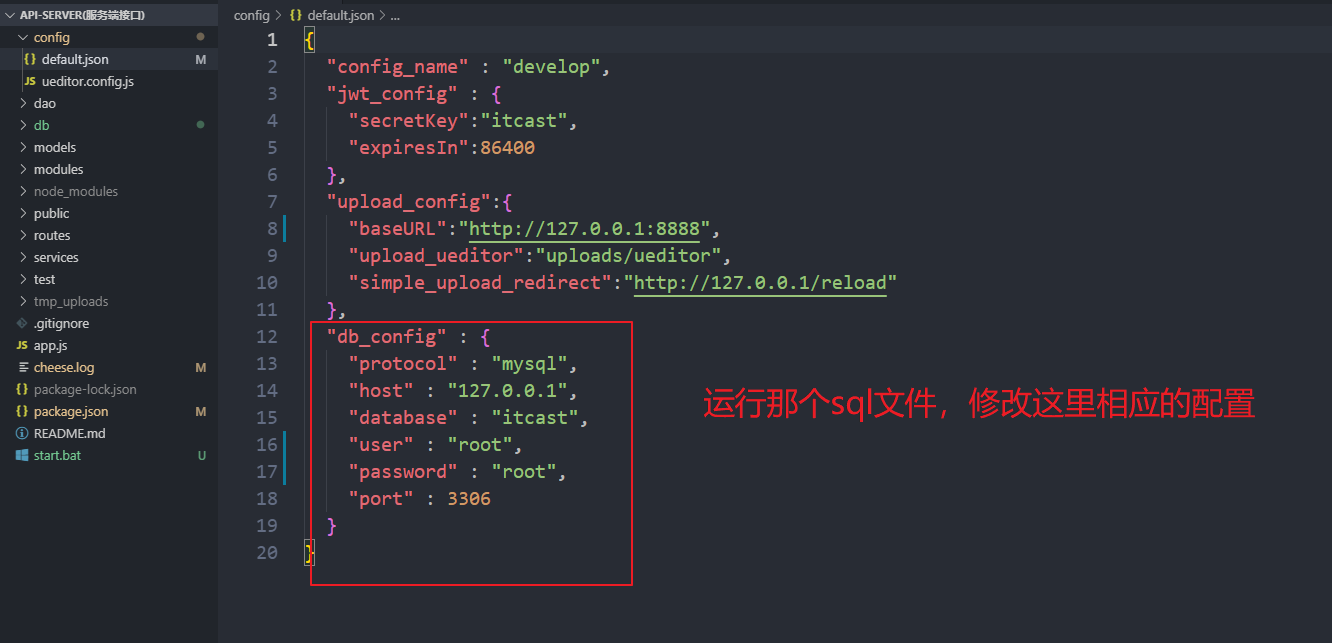 API-SERVER(服务端接口)
config
default.json M
ueditor.config.js
dao
db
models
modules
node_modules
public
routes
services
test
tmp_uploads
.gitignore
app.js
cheese.log M
package-lock.json
package.json M
README.md
start.bat U
config > {} default.json > ...
1 {
2 "config_name" : "develop",
3 "jwt_config" : {
4 "secretKey":"itcast",
5 "expiresIn":86400
6 },
7 "upload_config":{
8 "baseURL":"http://127.0.0.1:8888",
9 "upload_ueditor":"uploads/ueditor",
10 "simple_upload_redirect":"http://127.0.0.1/reload"
11 },
12 "db_config" : {
13 "protocol" : "mysql",
14 "host" : "127.0.0.1",
15 "database" : "itcast",
16 "user" : "root",
17 "password" : "root",
18 "port" : 3306
19 }
20 }
运行那个sql文件，修改这里相应的配置